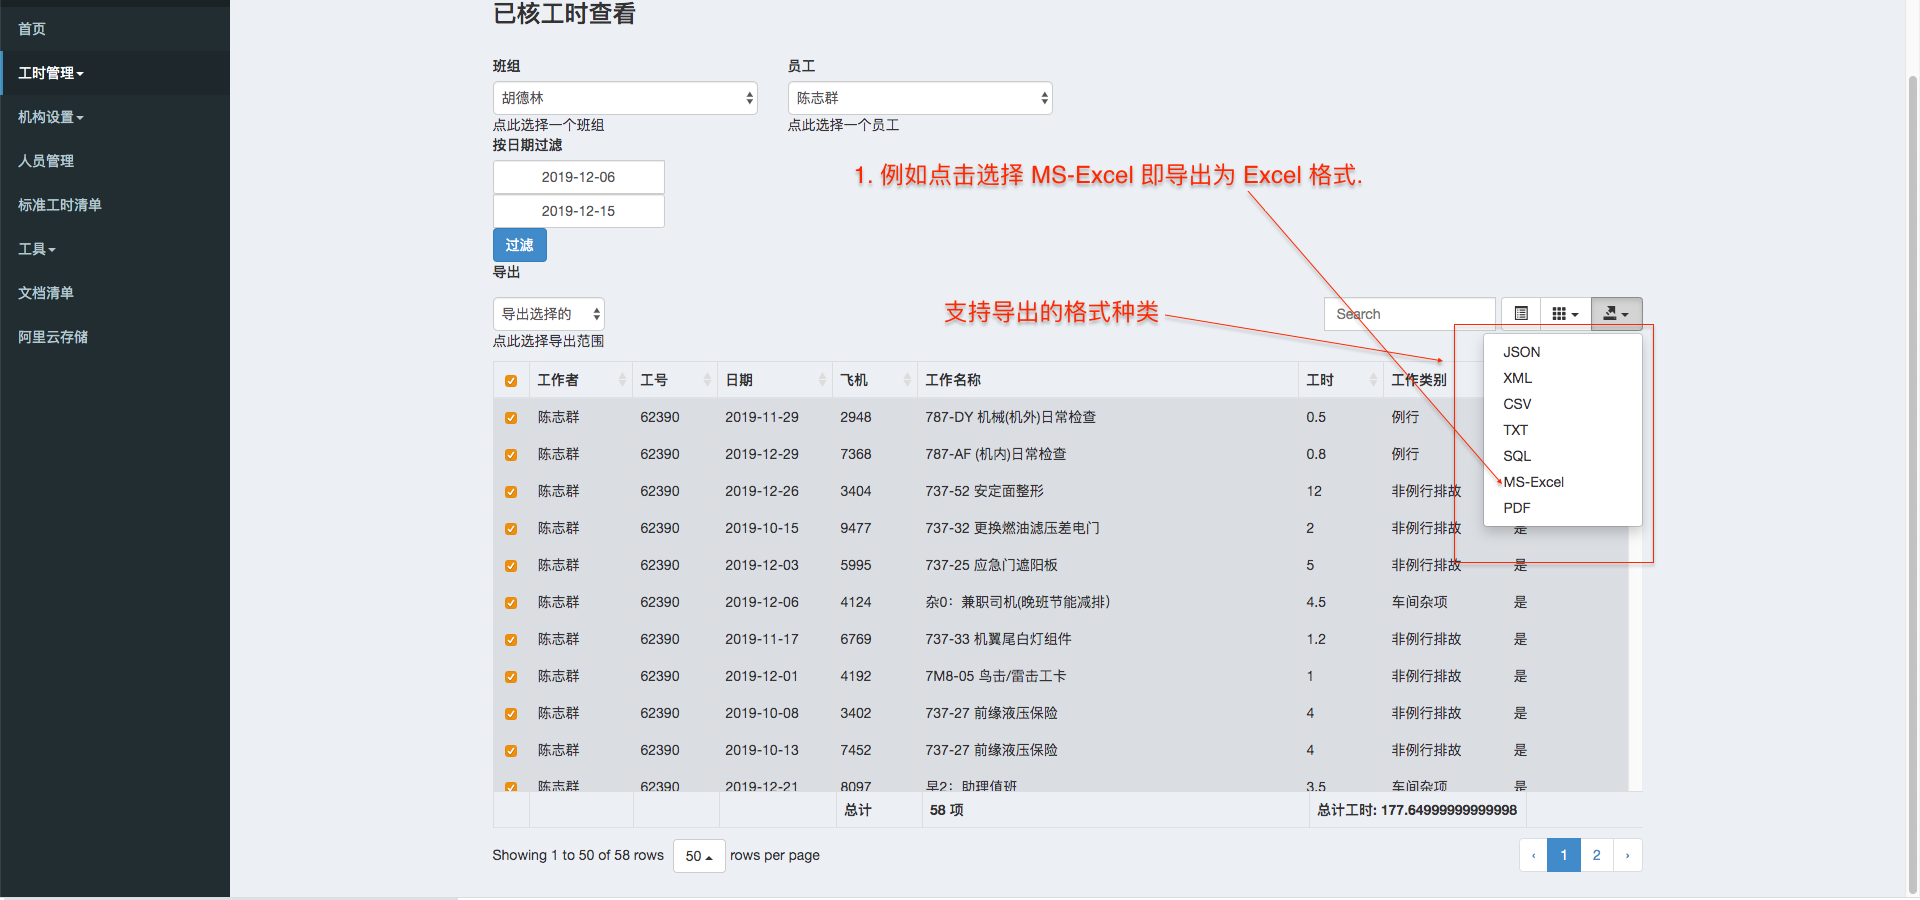 首页
工时管理
机构设置
人员管理
标准工时清单
工具
文档清单
阿里云存储
已核工时查看
班组 员工
胡德林 陈志群
点此选择一个班组 点此选择一个员工
按日期过滤
2019-12-06
1. 例如点击选择 MS-Excel 即导出为 Excel 格式.
2019-12-15
过滤
导出
支持导出的格式种类
导出选择的 Search
点此选择导出范围
JSON
XML
CSV
TXT
SQL
MS-Excel
PDF
工作者 工号 日期 飞机 工作名称 工时 工作类别
陈志群 62390 2019-11-29 2948 787-DY 机械(机外)日常检查 0.5 例行
陈志群 62390 2019-12-29 7368 787-AF (机内)日常检查 0.8 例行
陈志群 62390 2019-12-26 3404 737-52 安定面整形 12 非例行排故
陈志群 62390 2019-10-15 9477 737-32 更换燃油滤压差电门 2 非例行排故 是
陈志群 62390 2019-12-03 5995 737-25 应急门遮阳板 5 非例行排故 是
陈志群 62390 2019-12-06 4124 杂0：兼职司机(晚班节能减排) 4.5 车间杂项 是
陈志群 62390 2019-11-17 6769 737-33 机翼尾白灯组件 1.2 非例行排故 是
陈志群 62390 2019-12-01 4192 7M8-05 鸟击/雷击工卡 1 非例行排故 是
陈志群 62390 2019-10-08 3402 737-27 前缘液压保险 4 非例行排故 是
陈志群 62390 2019-10-13 7452 737-27 前缘液压保险 4 非例行排故 是
陈志群 62390 2019-12-21 8097 早2：助理值班 3.5 车间杂项 是
总计 58 项 总计工时: 177.64999999999998
Showing 1 to 50 of 58 rows 50 rows per page ‹ 1 2 ›